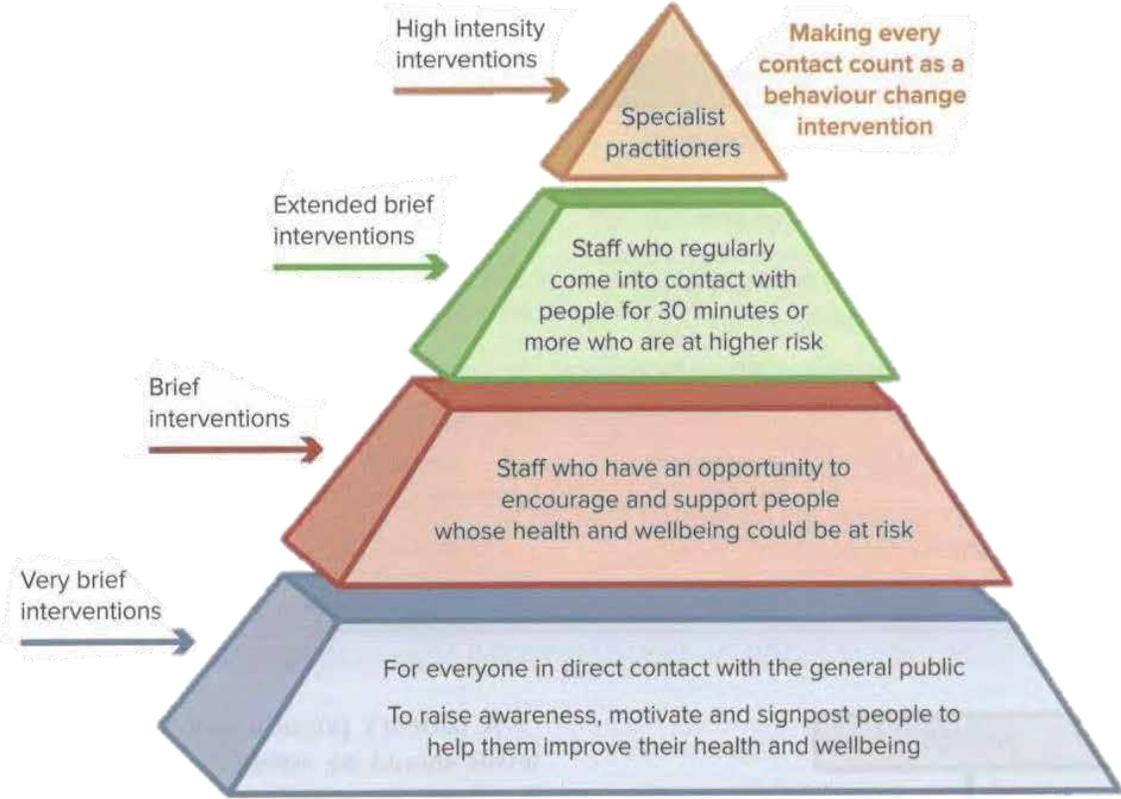 High intensity
interventions
Making every
contact count as a
behaviour change
intervention
Specialist
practitioners
Extended brief
interventions
Staff who regularly
come into contact with
people for 30 minutes or
more who are at higher risk
Brief
interventions
Staff who have an opportunity to
encourage and support people
whose health and wellbeing could be at risk
Very brief
interventions
For everyone in direct contact with the general public
To raise awareness, motivate and signpost people to
help them improve their health and wellbeing